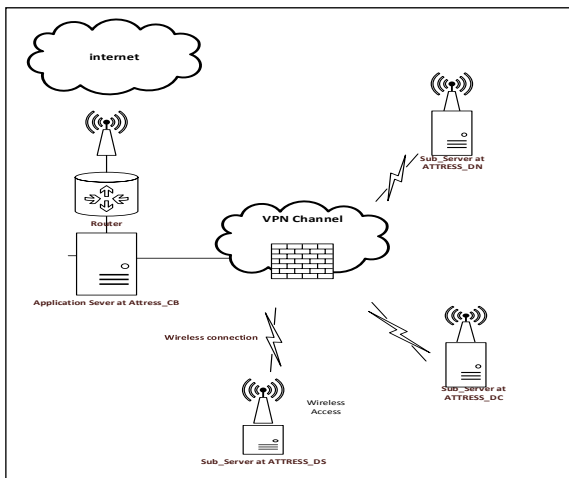 internet
Sub_Server at
ATTRESS_DN
VPN Channel
Router
Application Sever at Attress_CB
Wireless connection
Sub_Server at
ATTRESS_DC
Wireless
Access
Sub_Server at ATTRESS_DS